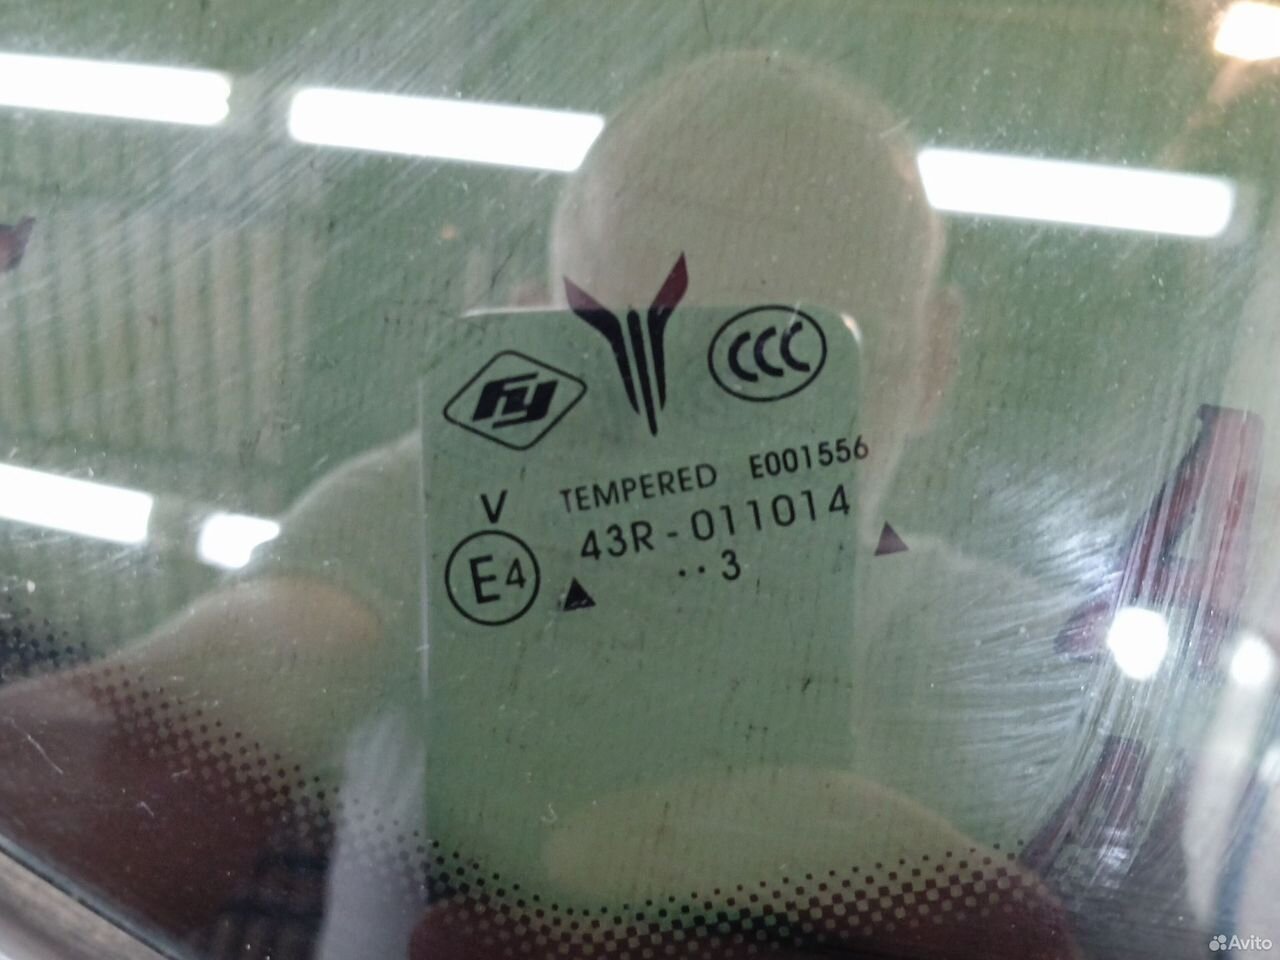 FY CCC
TEMPERED E001556
V
43R-011014
E4
..3
Avito